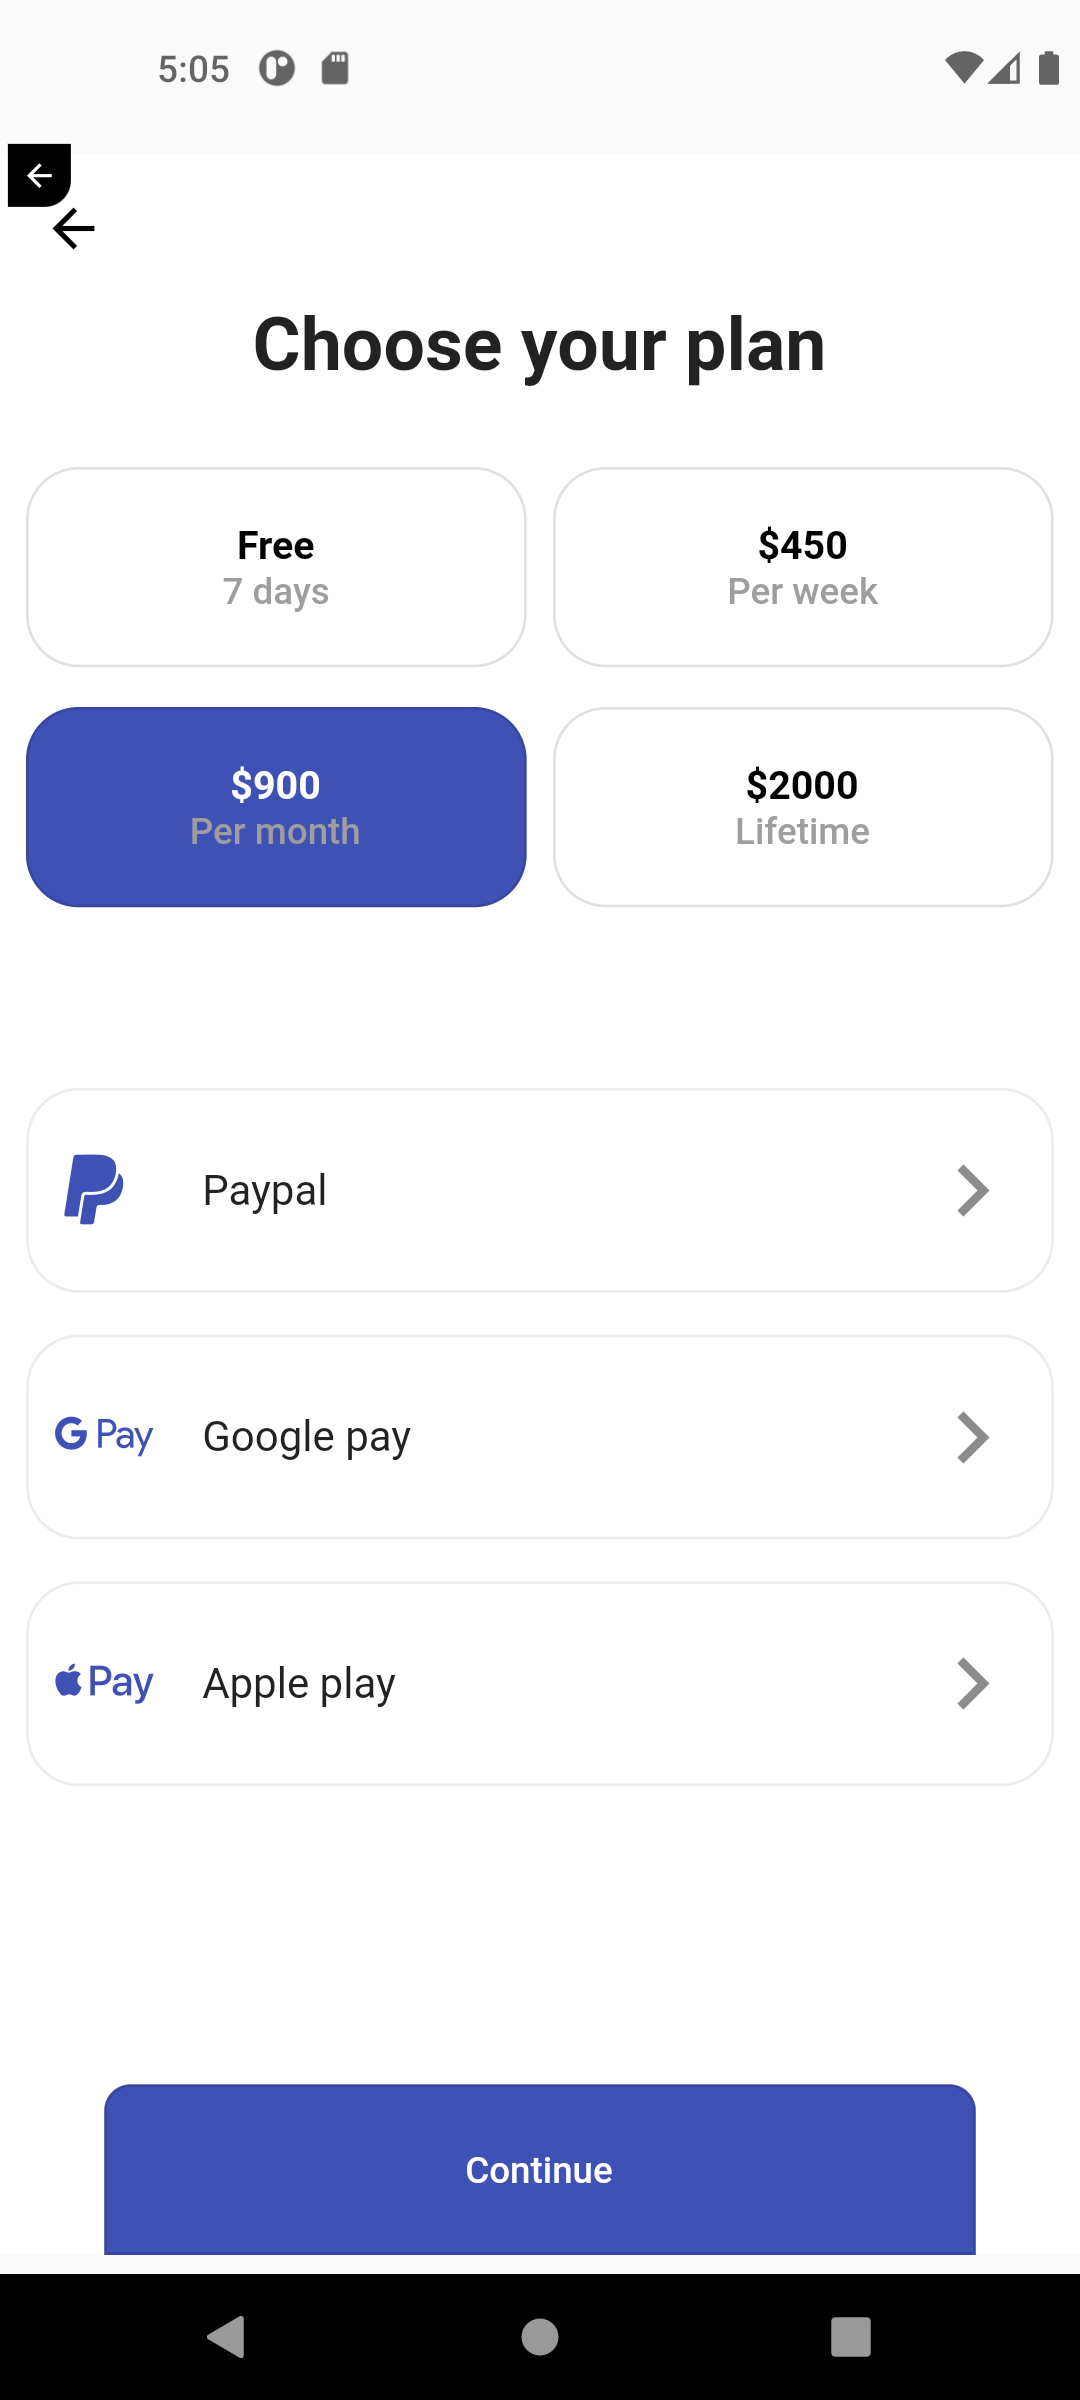 5:05
Choose your plan
Free
7 days
$450
Per week
$900
Per month
$2000
Lifetime
Paypal
G Pay
Google pay
Pay
Apple play
Continue